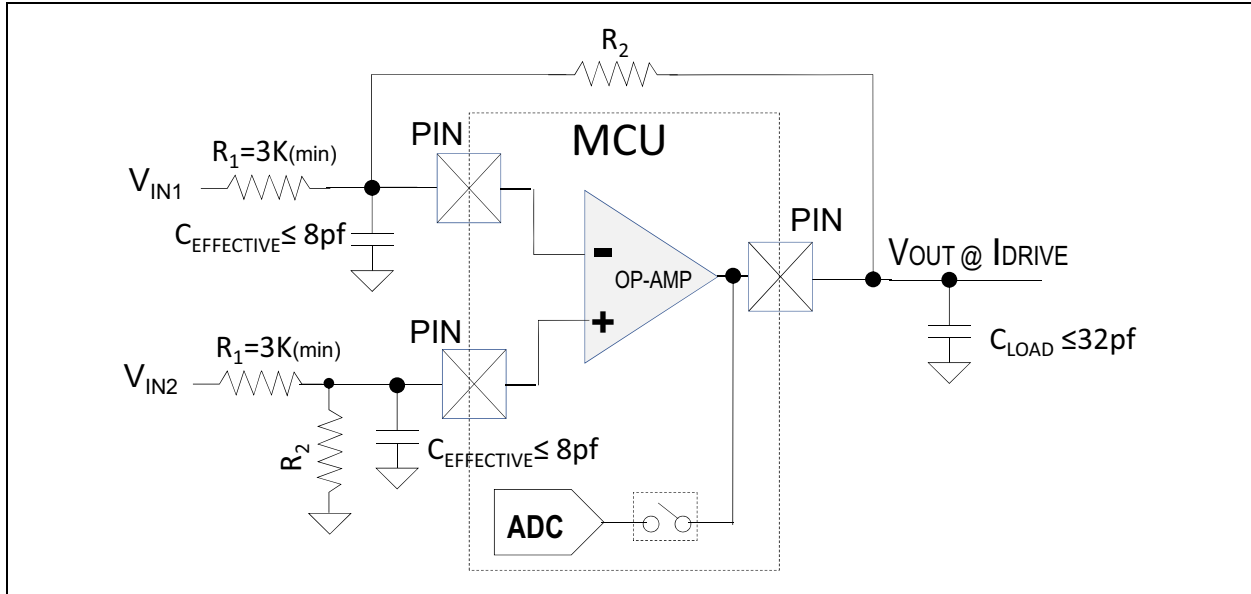 R2
MCU
PIN
R1=3K(min)
VIN1
CEFFECTIVE≤ 8pf
-
OP-AMP
+
PIN
VOUT @ IDRIVE
CLOAD ≤32pf
PIN
R1=3K(min)
VIN2
R2
CEFFECTIVE≤ 8pf
ADC